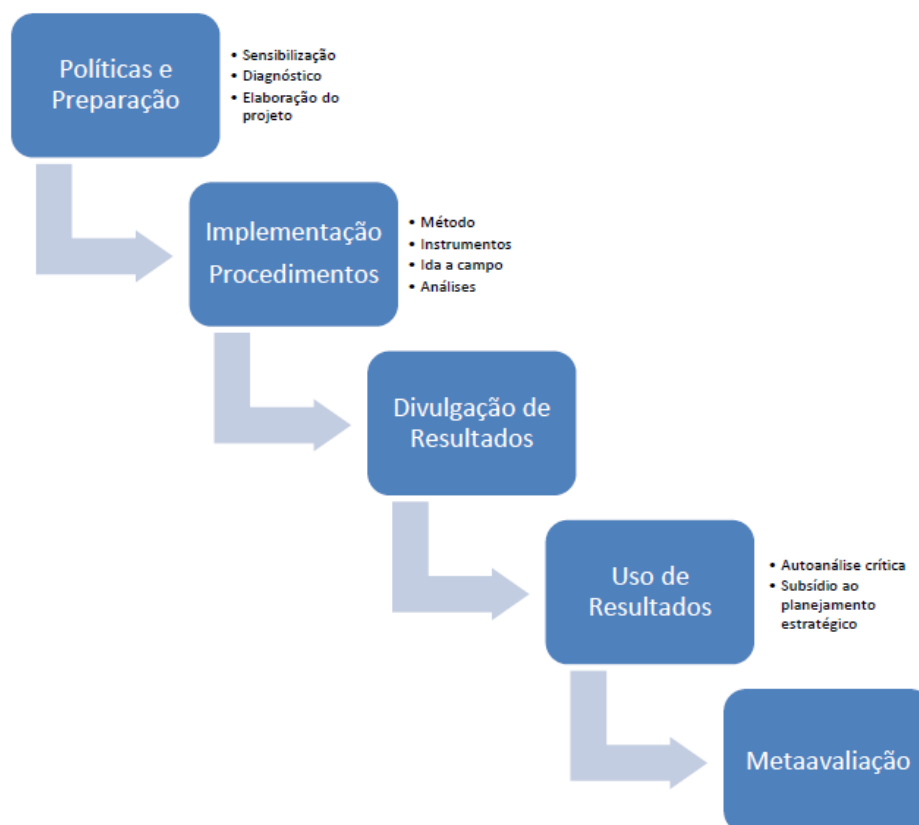 Políticas e
Preparação
• Sensibilização
• Diagnóstico
• Elaboração do
projeto
Implementação
Procedimentos
• Método
• Instrumentos
• Ida a campo
• Análises
Divulgação de
Resultados
Uso de
Resultados
• Autoanálise crítica
• Subsídio ao
planejamento
estratégico
Metaavaliação